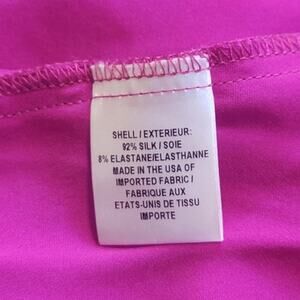 SHELL / EXTERIEUR:
92% SILK / SOIE
8% ELASTANE/ELASTHANNE
MADE IN THE USA OF
IMPORTED FABRIC /
FABRIQUE AUX
ETATS-UNIS DE TISSU
IMPORTE